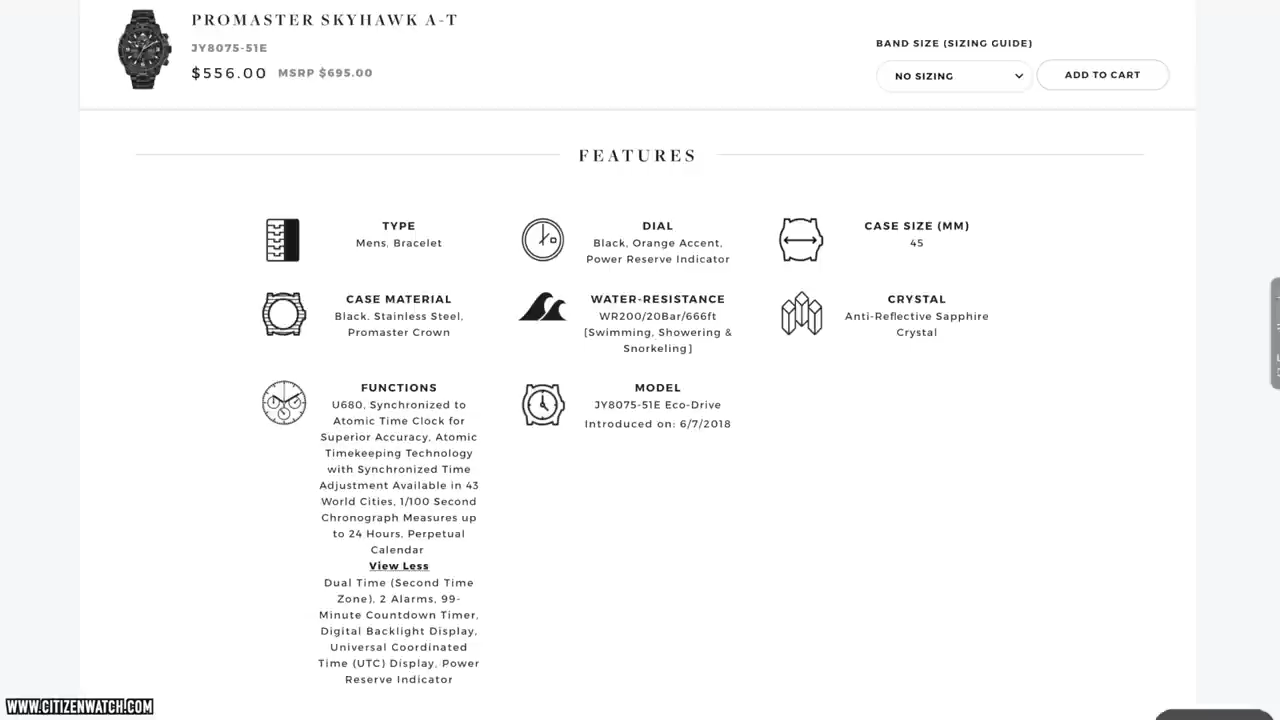 PROMASTER SKYHAWK A-T
JY8075-51E
$556.00 MSRP $695.00
BAND SIZE (SIZING GUIDE)
NO SIZING
ADD TO CART
FEATURES
TYPE
Mens, Bracelet
DIAL
Black, Orange Accent,
Power Reserve Indicator
CASE SIZE (MM)
45
CASE MATERIAL
Black. Stainless Steel,
Promaster Crown
WATER-RESISTANCE
WR200/20Bar/666ft
[Swimming, Showering &
Snorkeling]
CRYSTAL
Anti-Reflective Sapphire
Crystal
FUNCTIONS
U680, Synchronized to
Atomic Time Clock for
Superior Accuracy, Atomic
Timekeeping Technology
with Synchronized Time
Adjustment Available in 43
World Cities, 1/100 Second
Chronograph Measures up
to 24 Hours, Perpetual
Calendar
View Less
Dual Time (Second Time
Zone), 2 Alarms, 99-
Minute Countdown Timer,
Digital Backlight Display,
Universal Coordinated
Time (UTC) Display, Power
Reserve Indicator
MODEL
JY8075-51E Eco-Drive
Introduced on: 6/7/2018
WWW.CITIZENWATCH.COM